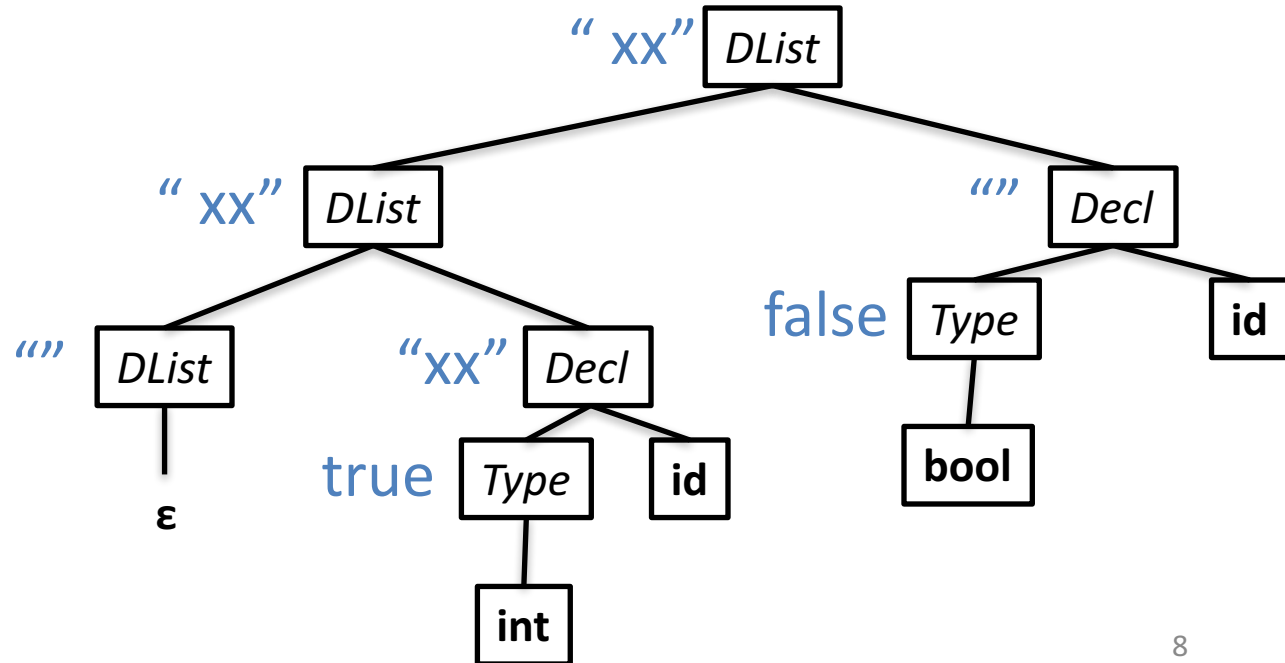 “ xx” DList
“ xx” DList “” Decl
false Type id
“” DList “xx” Decl
true Type id bool
ε
int
8